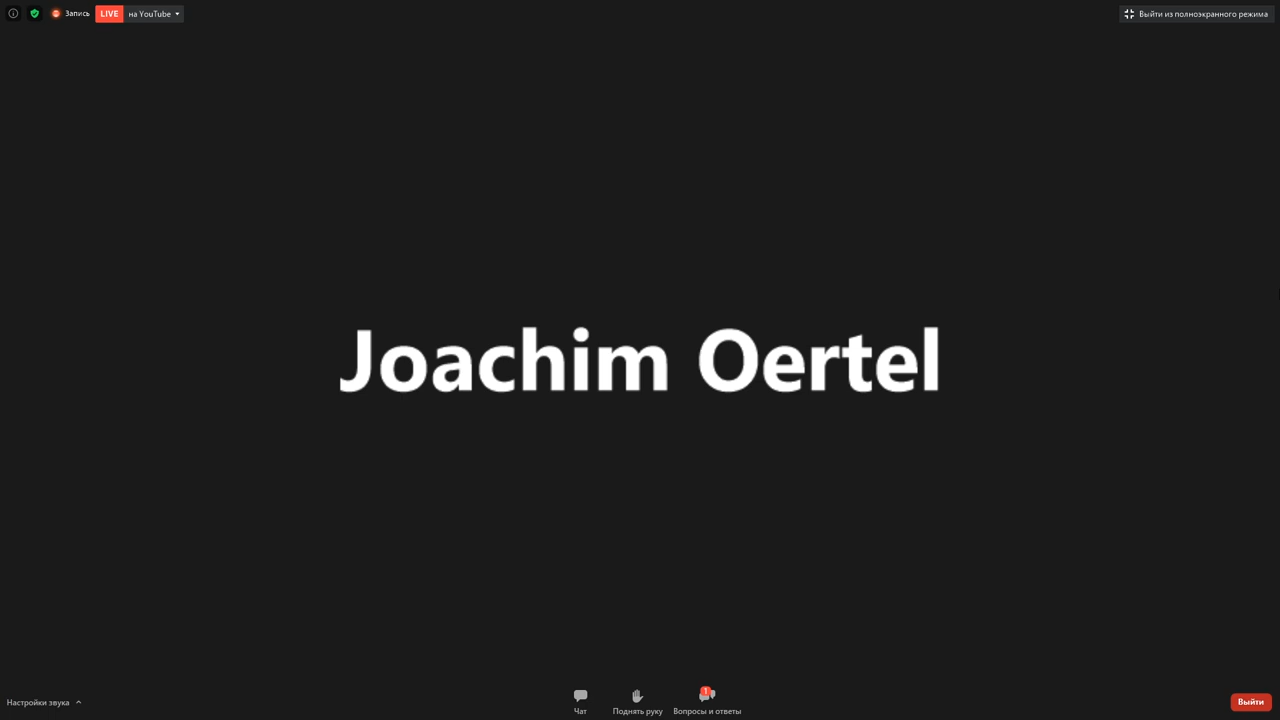 Запись
LIVE
на YouTube
Выйти из полноэкранного режима
Joachim Oertel
Настройки звука
Чат
Поднять руку
1
Вопросы и ответы
Выйти